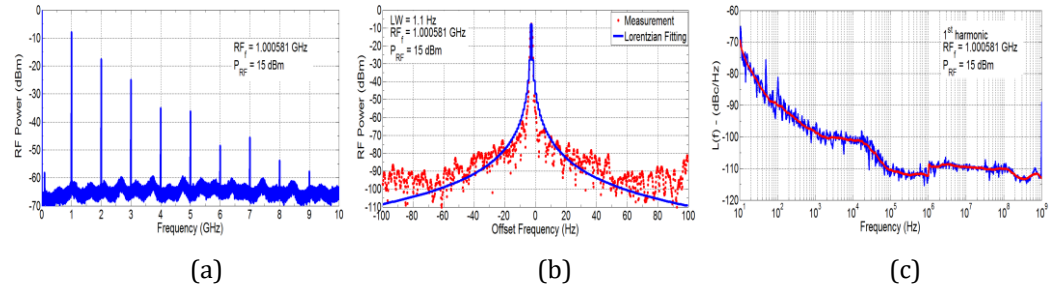 RF Power (dBm)
0
-10
-20
-30
-40
-50
-60
-70
RF_f = 1.000581 GHz
P_RF = 15 dBm
0 1 2 3 4 5 6 7 8 9 10
Frequency (GHz)
(a)
RF Power (dBm)
0
-10
-20
-30
-40
-50
-60
-70
-80
-90
-100
-110
LW = 1.1 Hz
RF_f = 1.000581 GHz
P_RF = 15 dBm
Measurement
Lorentzian Fitting
-100 -80 -60 -40 -20 0 20 40 60 80 100
Offset Frequency (Hz)
(b)
L(f) - (dBc/Hz)
-60
-70
-80
-90
-100
-110
-120
1st harmonic
RF_f = 1.000581 GHz
P_RF = 15 dBm
10^1 10^2 10^3 10^4 10^5 10^6 10^7 10^8 10^9
Frequency (Hz)
(c)